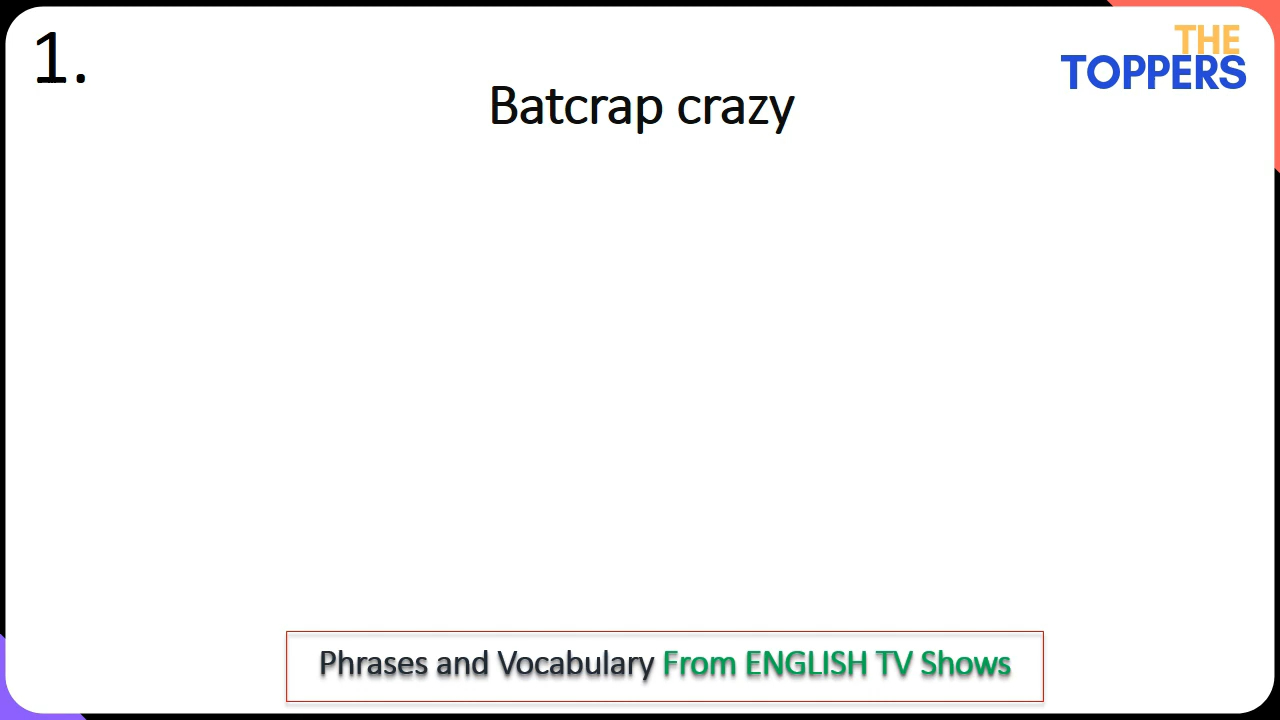 1.
THE
TOPPERS
Batcrap crazy
Phrases and Vocabulary From ENGLISH TV Shows